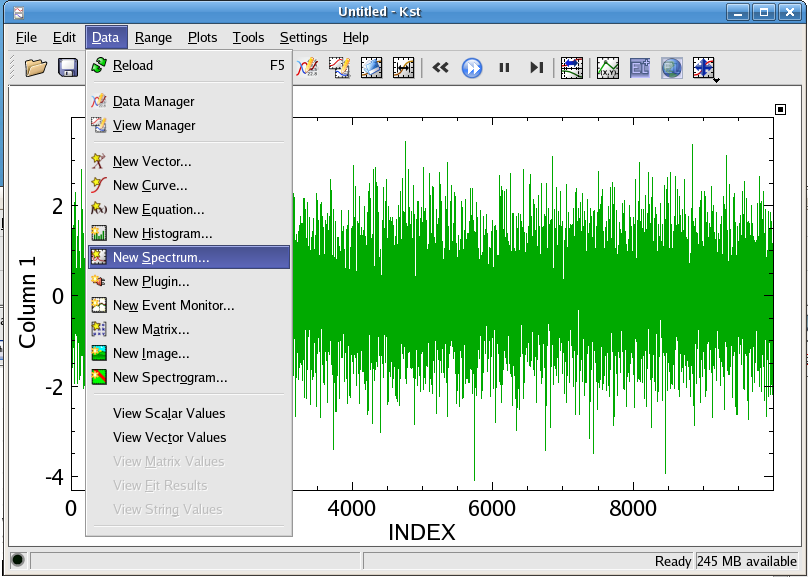 Untitled - Kst
File Edit Data Range Plots Tools Settings Help
Reload F5
Data Manager
View Manager
New Vector...
New Curve...
New Equation...
New Histogram...
New Spectrum...
New Plugin...
New Event Monitor...
New Matrix...
New Image...
New Spectrogram...
View Scalar Values
View Vector Values
View Matrix Values
View Fit Results
View String Values
Column 1
2
0
-2
-4
0 4000 6000 8000
INDEX
Ready 245 MB available